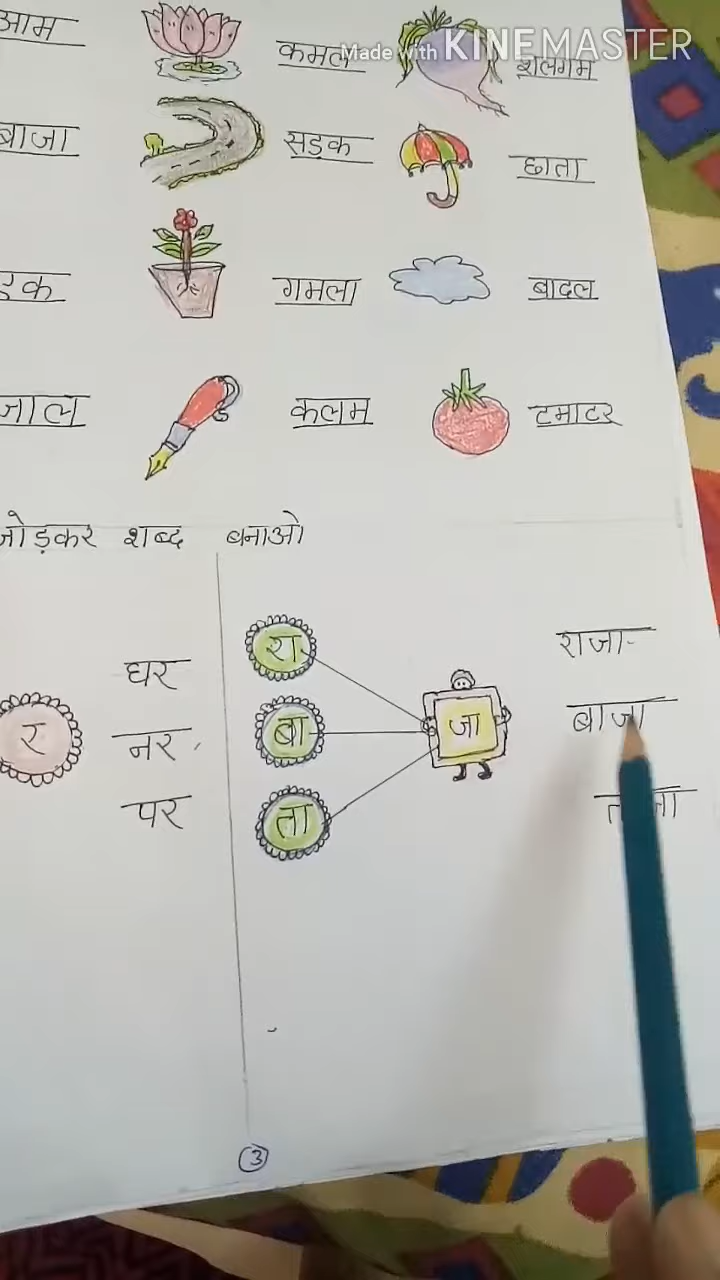 आम कमल शलगम
Made with KINEMASTER
बाजा सड़क छाता
एक गमला बादल
जाल कलम टमाटर
जोड़कर शब्द बनाओ
घर रा राजा
र नर बा जा बाजा
पर ता ताजा
3